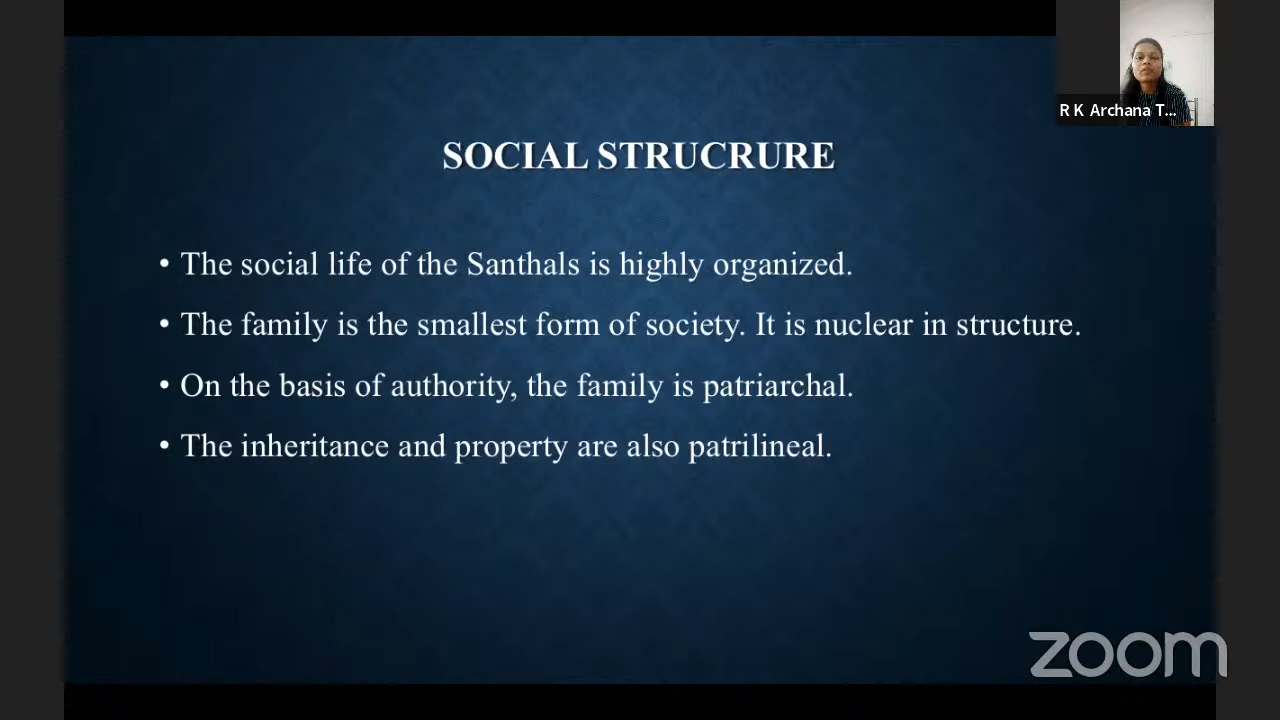 R K Archana T...
SOCIAL STRUCRURE
• The social life of the Santhals is highly organized.
• The family is the smallest form of society. It is nuclear in structure.
• On the basis of authority, the family is patriarchal.
• The inheritance and property are also patrilineal.
zoom